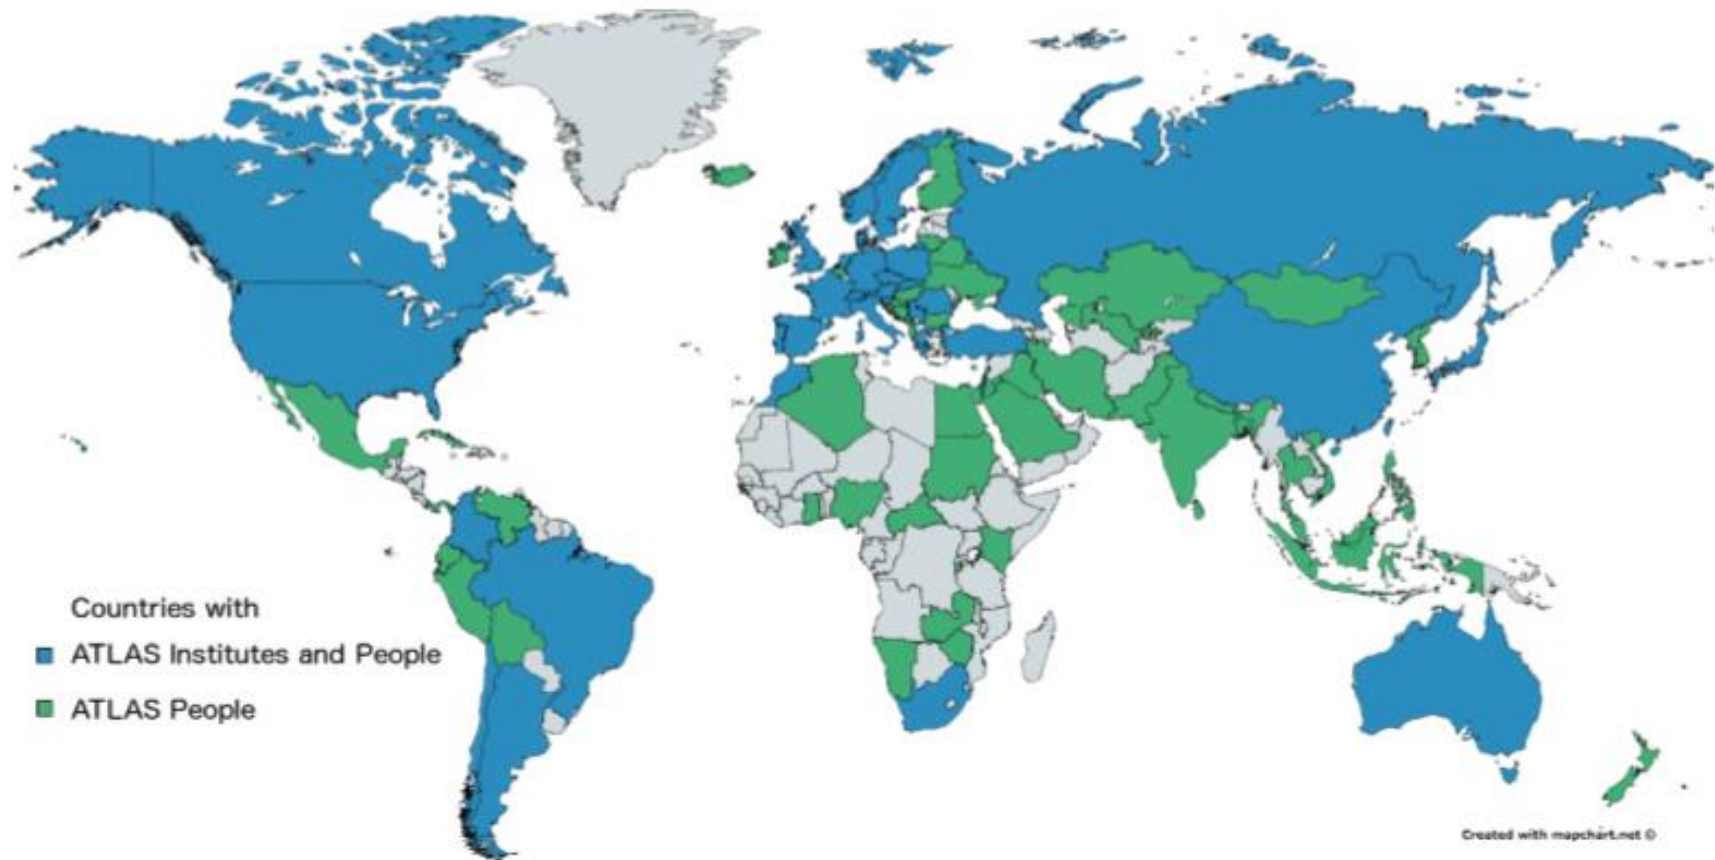 Countries with
ATLAS Institutes and People
ATLAS People
Created with mapchart.net ©